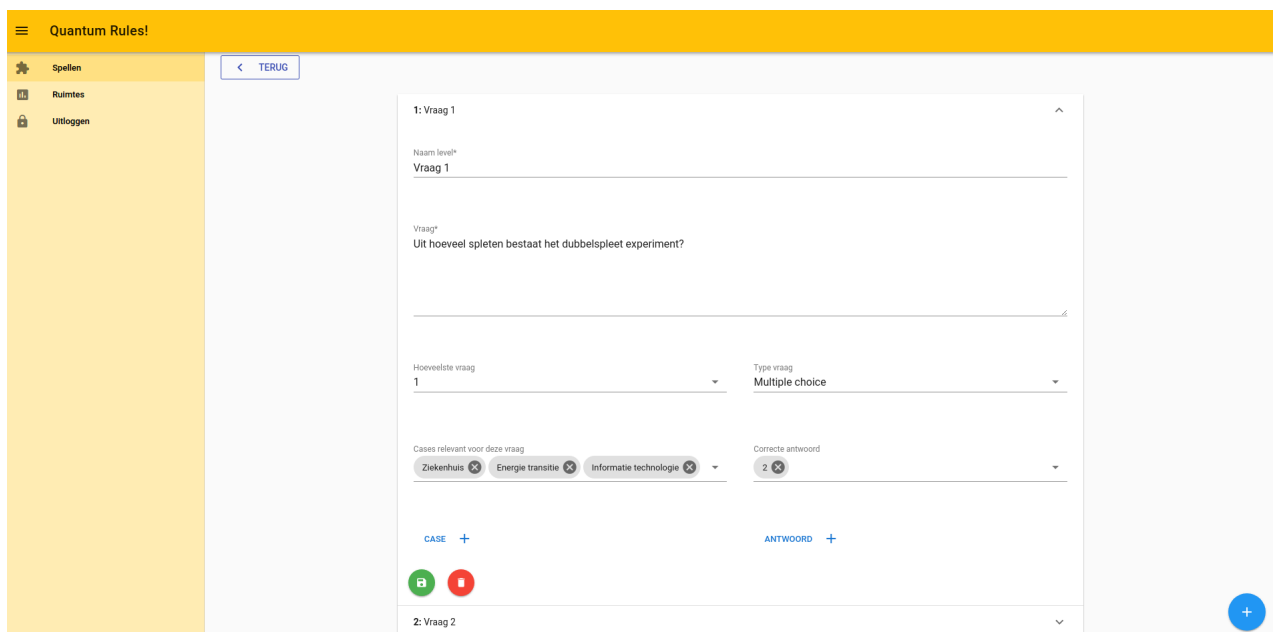 Quantum Rules!
Spellen
Ruimtes
Uitloggen
TERUG
1: Vraag 1
Naam level*
Vraag 1
Vraag*
Uit hoeveel spleten bestaat het dubbelspleet experiment?
Hoeveelste vraag
1
Type vraag
Multiple choice
Cases relevant voor deze vraag
Ziekenhuis Energie transitie Informatie technologie
Correcte antwoord
2
CASE +
ANTWOORD +
2: Vraag 2